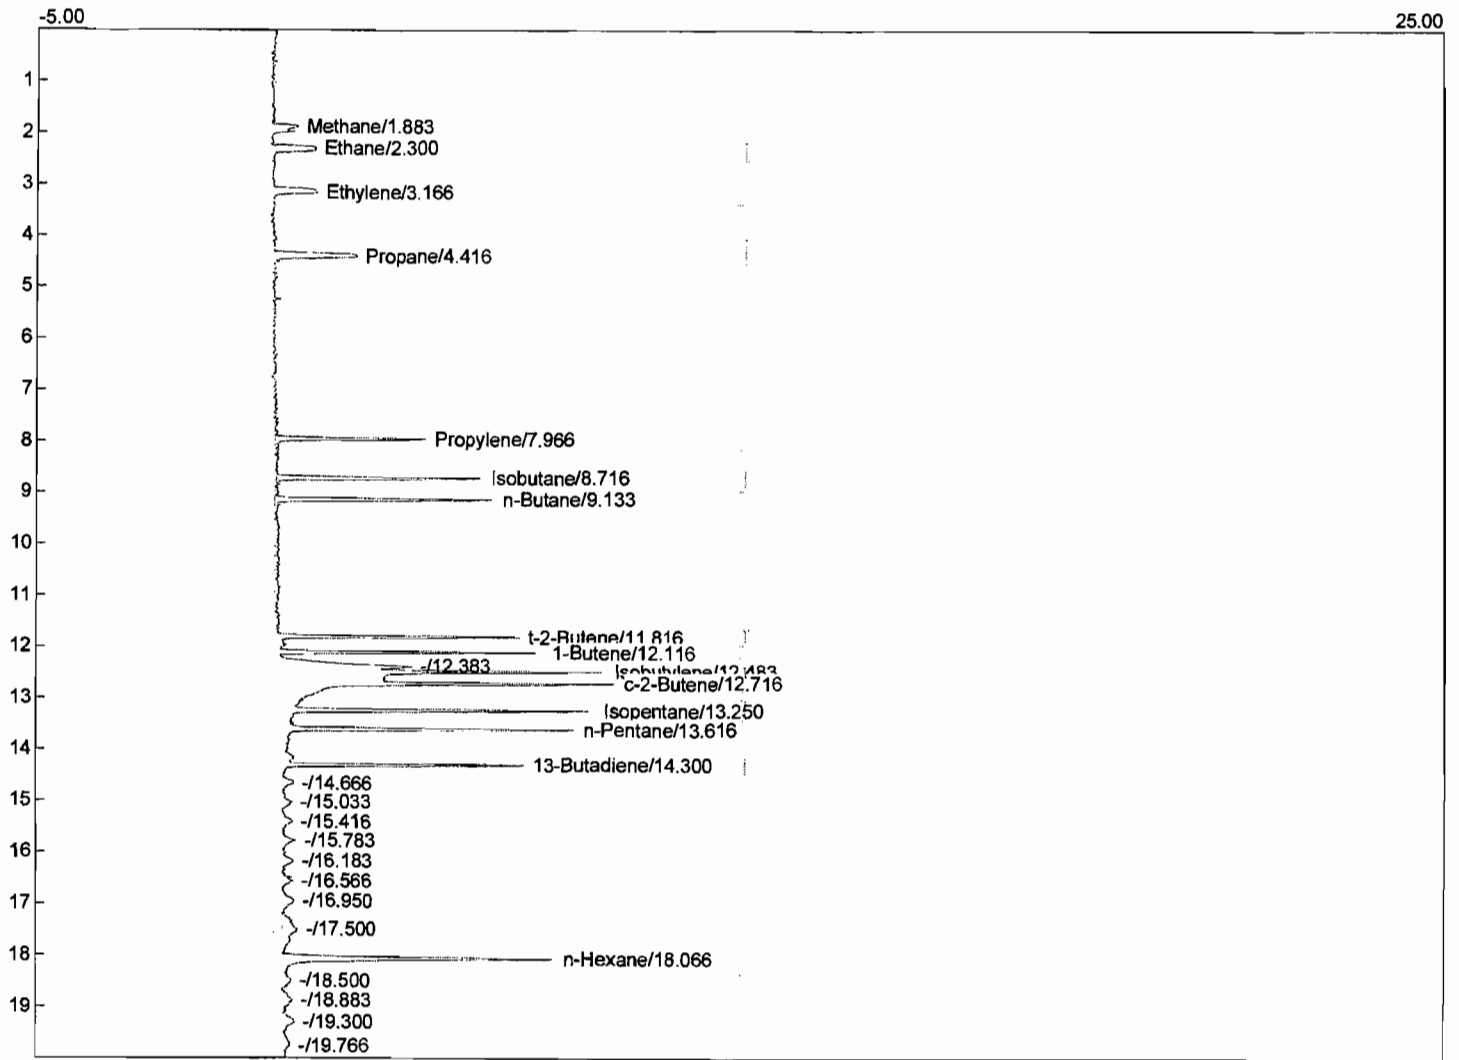 -5.00 25.00
1
2
Methane/1.883
Ethane/2.300
3
Ethylene/3.166
4
Propane/4.416
5
6
7
8
Propylene/7.966
Isobutane/8.716
9
n-Butane/9.133
10
11
t-2-Butene/11.816
12
1-Butene/12.116
-/12.383
Isobutylene/12.483
c-2-Butene/12.716
13
Isopentane/13.250
n-Pentane/13.616
14
13-Butadiene/14.300
-/14.666
15
-/15.033
-/15.416
-/15.783
16
-/16.183
-/16.566
-/16.950
17
-/17.500
18
n-Hexane/18.066
-/18.500
-/18.883
19
-/19.300
-/19.766